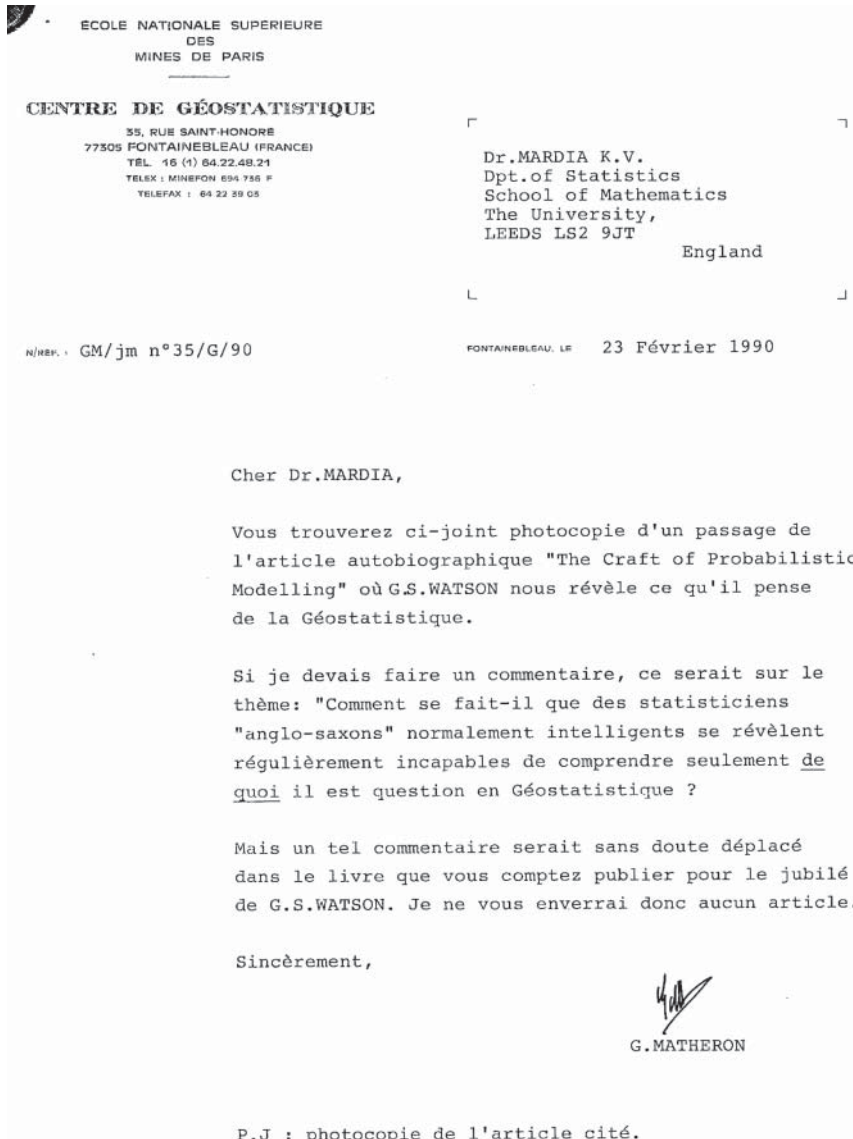 ÉCOLE NATIONALE SUPÉRIEURE
DES
MINES DE PARIS
CENTRE DE GÉOSTATISTIQUE
35, RUE SAINT-HONORÉ
77305 FONTAINEBLEAU (FRANCE)
TÉL. 16 (1) 64.22.48.21
TELEX : MINEFON 694 736 F
TELEFAX : 64 22 39 03
Dr.MARDIA K.V.
Dpt.of Statistics
School of Mathematics
The University,
LEEDS LS2 9JT
England
N/RÉF. : GM/jm n°35/G/90
FONTAINEBLEAU, LE 23 Février 1990
Cher Dr.MARDIA,
Vous trouverez ci-joint photocopie d'un passage de
l'article autobiographique "The Craft of Probabilistic
Modelling" où G.S.WATSON nous révèle ce qu'il pense
de la Géostatistique.
Si je devais faire un commentaire, ce serait sur le
thème: "Comment se fait-il que des statisticiens
"anglo-saxons" normalement intelligents se révèlent
régulièrement incapables de comprendre seulement de
quoi il est question en Géostatistique ?
Mais un tel commentaire serait sans doute déplacé
dans le livre que vous comptez publier pour le jubilé
de G.S.WATSON. Je ne vous enverrai donc aucun article.
Sincèrement,
G.MATHERON
P.J : photocopie de l'article cité.